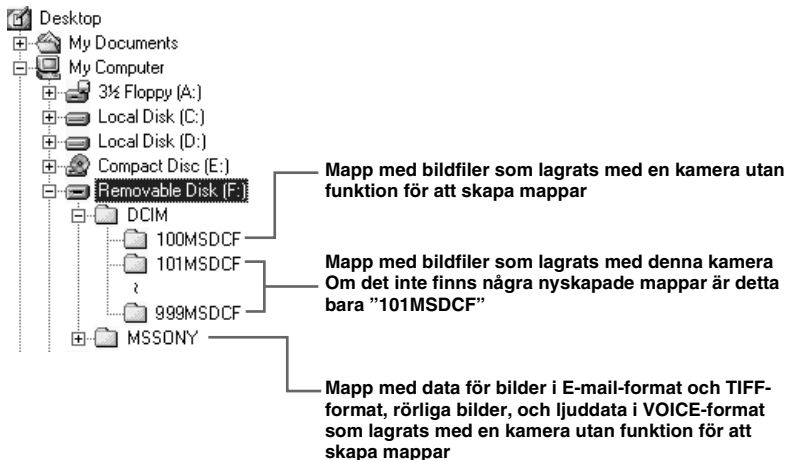 Desktop
My Documents
My Computer
3½ Floppy (A:)
Local Disk (C:)
Local Disk (D:)
Compact Disc (E:)
Removable Disk (F:)
DCIM
100MSDCF
101MSDCF
999MSDCF
MSSONY
Mapp med bildfiler som lagrats med en kamera utan
funktion för att skapa mappar
Mapp med bildfiler som lagrats med denna kamera
Om det inte finns några nyskapade mappar är detta
bara ”101MSDCF”
Mapp med data för bilder i E-mail-format och TIFF-
format, rörliga bilder, och ljuddata i VOICE-format
som lagrats med en kamera utan funktion för att
skapa mappar